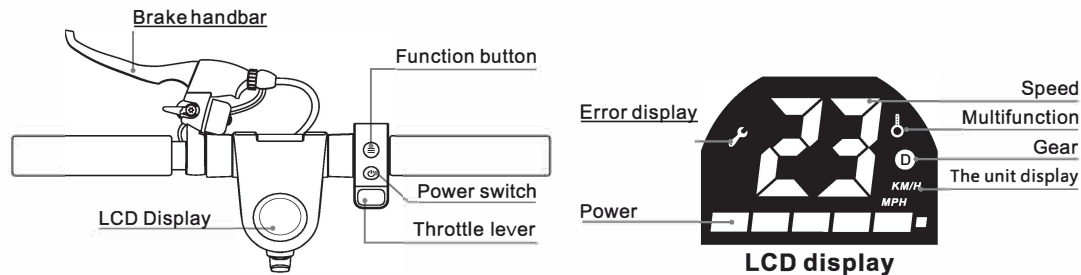 Brake handbar
Function button
Power switch
Throttle lever
LCD Display
Speed
Error display
Multifunction
Gear
D
The unit display
KM/H
MPH
Power
LCD display